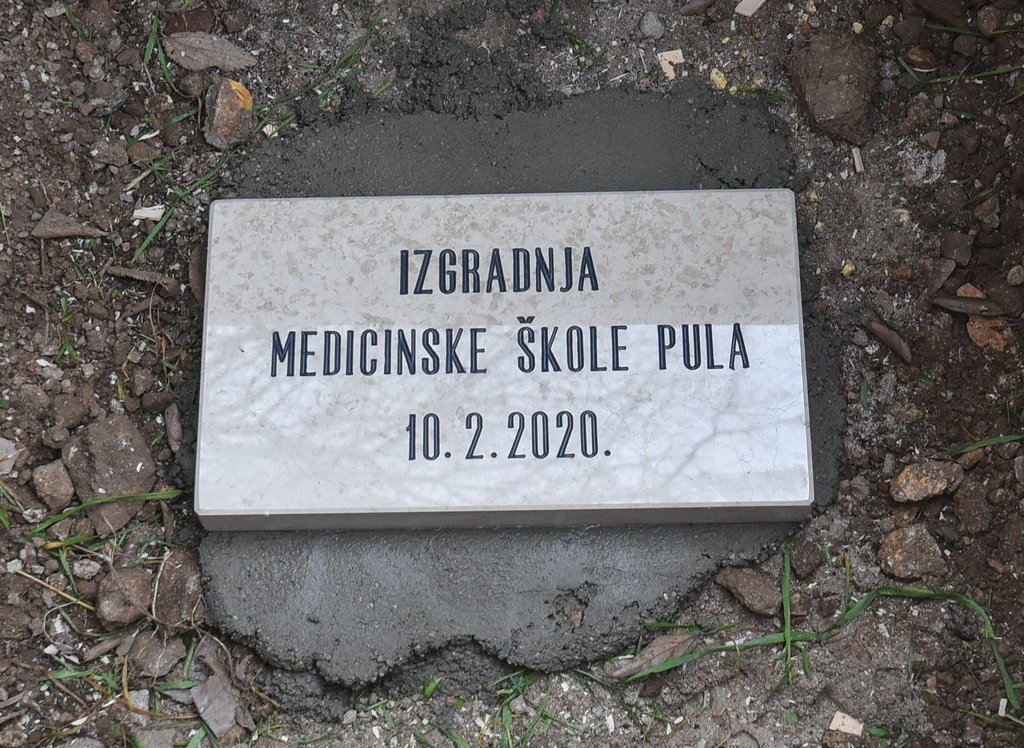 IZGRADNJA
MEDICINSKE ŠKOLE PULA
10.2.2020.